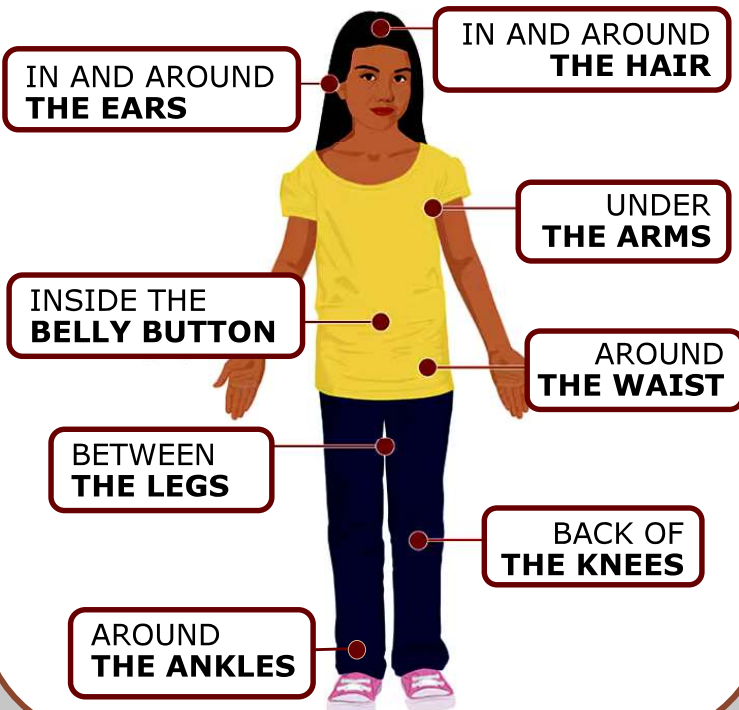 IN AND AROUND
THE HAIR
IN AND AROUND
THE EARS
UNDER
THE ARMS
INSIDE THE
BELLY BUTTON
AROUND
THE WAIST
BETWEEN
THE LEGS
BACK OF
THE KNEES
AROUND
THE ANKLES